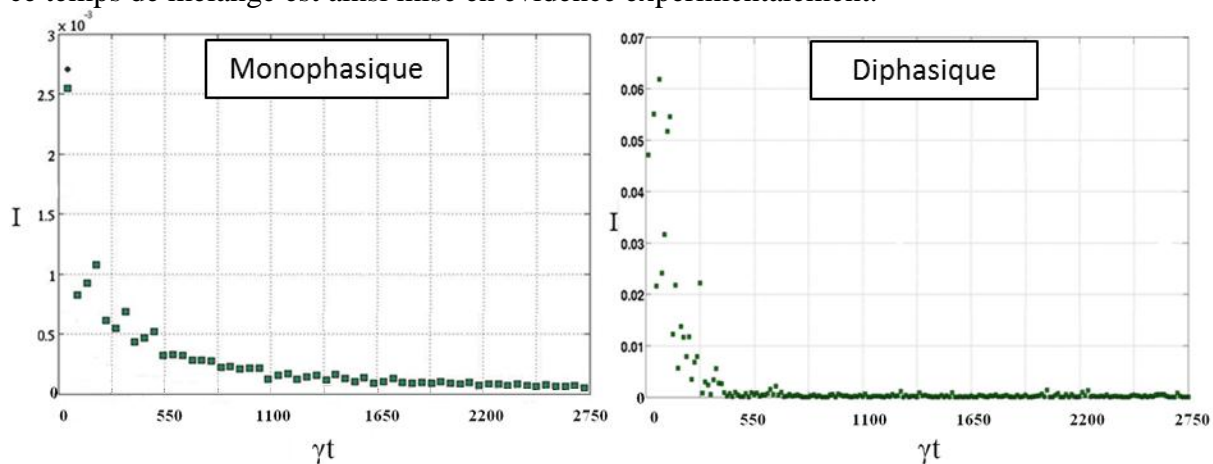 ce temps de mélange est ainsi mise en évidence expérimentalement.
Monophasique
× 10⁻³
3
2.5
2
I 1.5
1
0.5
0
0 550 1100 1650 2200 2750
γt
Diphasique
0.07
0.06
0.05
0.04
I
0.03
0.02
0.01
0
0 550 1100 1650 2200 2750
γt